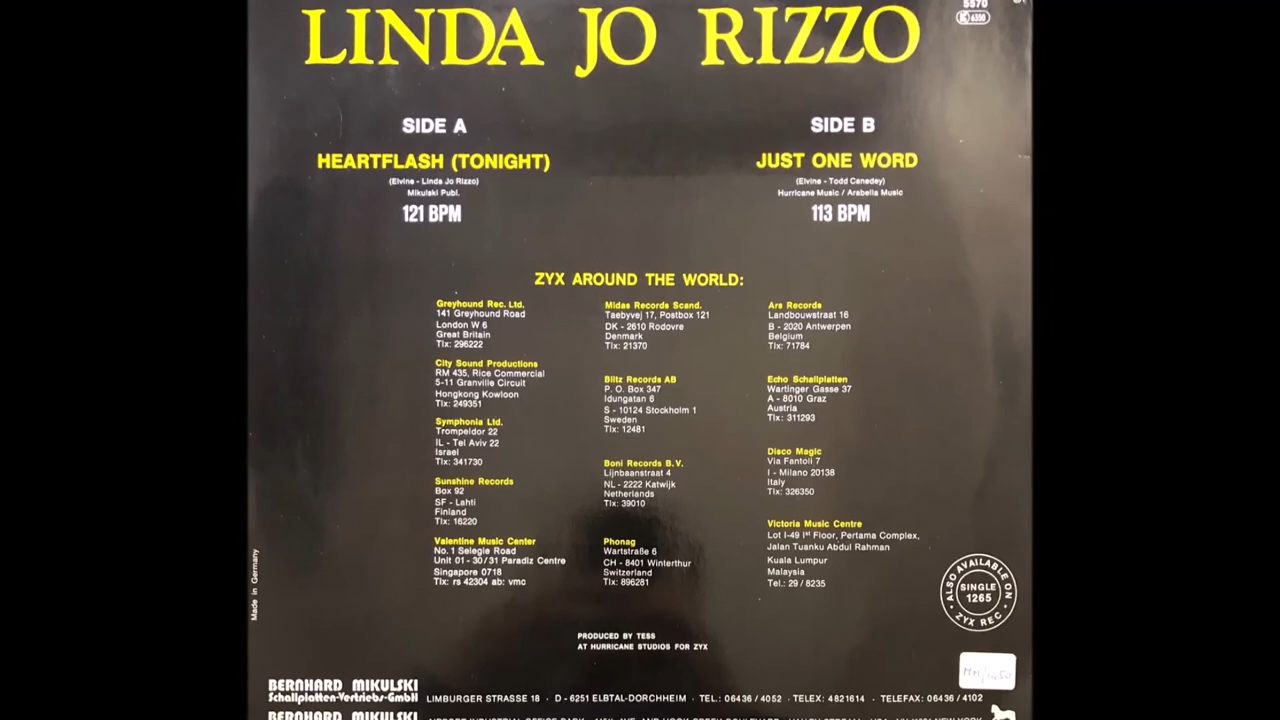 LINDA JO RIZZO
5570
6350
SIDE A
HEARTFLASH (TONIGHT)
(Elvine - Linda Jo Rizzo)
Mikulski Publ.
121 BPM
SIDE B
JUST ONE WORD
(Elvine - Todd Canedey)
Hurricane Music / Arabella Music
113 BPM
ZYX AROUND THE WORLD:
Greyhound Rec. Ltd.
141 Greyhound Road
London W 6
Great Britain
Tlx: 296222
City Sound Productions
RM 435, Rice Commercial
5-11 Granville Circuit
Hongkong Kowloon
Tlx: 249351
Symphonia Ltd.
Trompeldor 22
IL - Tel Aviv 22
Israel
Tlx: 341730
Sunshine Records
Box 92
SF - Lahti
Finland
Tlx: 16220
Valentine Music Center
No. 1 Selegie Road
Unit 01 - 30/31 Paradiz Centre
Singapore 0718
Tlx: rs 42304 ab: vmc
Midas Records Scand.
Taebyvej 17, Postbox 121
DK - 2610 Rodovre
Denmark
Tlx: 21370
Blitz Records AB
P. O. Box 347
Idungatan 6
S - 10124 Stockholm 1
Sweden
Tlx: 12481
Boni Records B.V.
Lijnbaanstraat 4
NL - 2222 Katwijk
Netherlands
Tlx: 39010
Phonag
Wartstraße 6
CH - 8401 Winterthur
Switzerland
Tlx: 896281
Ars Records
Landbouwstraat 16
B - 2020 Antwerpen
Belgium
Tlx: 71784
Echo Schallplatten
Wartinger Gasse 37
A - 8010 Graz
Austria
Tlx: 311293
Disco Magic
Via Fantoli 7
I - Milano 20138
Italy
Tlx: 326350
Victoria Music Centre
Lot I-49 Ist Floor, Pertama Complex,
Jalan Tuanku Abdul Rahman
Kuala Lumpur
Malaysia
Tel.: 29 / 8235
Made in Germany
ALSO AVAILABLE ON
SINGLE
1265
ZYX REC
PRODUCED BY TESS
AT HURRICANE STUDIOS FOR ZYX
BERNHARD MIKULSKI
Schallplatten-Vertriebs-GmbH
LIMBURGER STRASSE 18 · D - 6251 ELBTAL-DORCHHEIM · TEL: 06436 / 4052 · TELEX: 4821614 · TELEFAX: 06436 / 4102
BERNHARD MIKULSKI